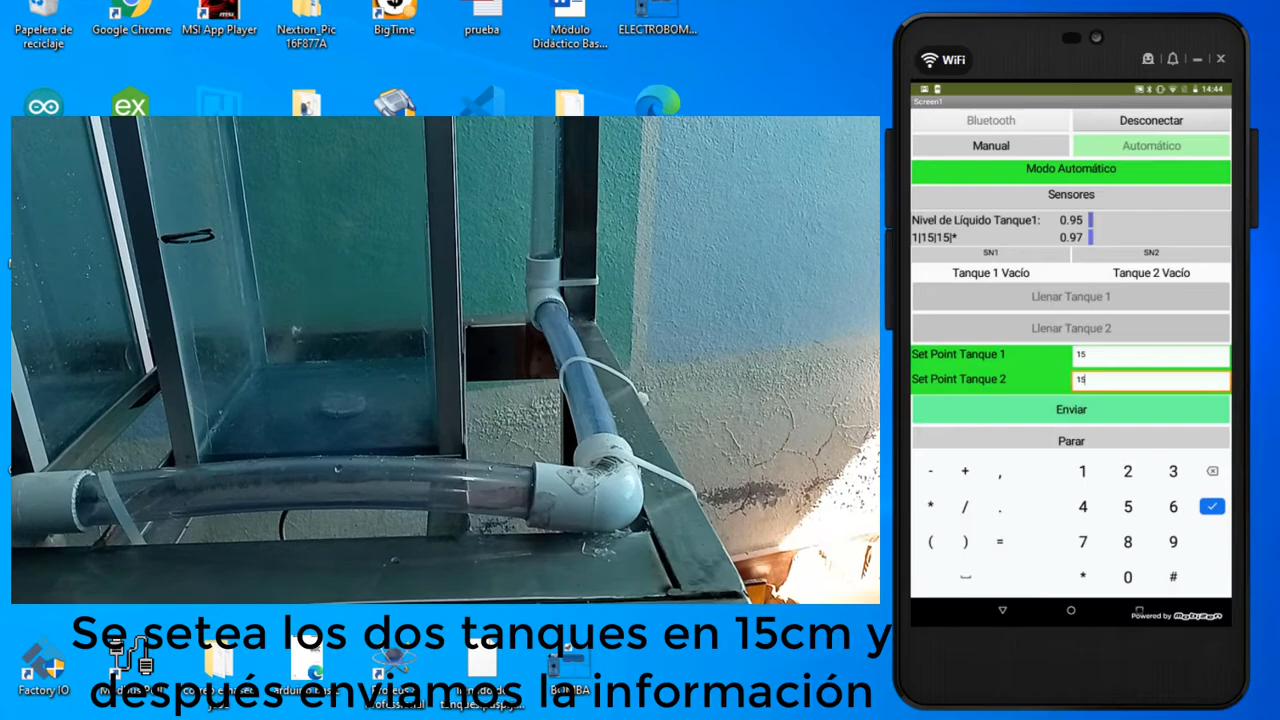 Papelera de
reciclaje
Google Chrome
MSI App Player
Nextion_Pic
16F877A
BigTime
prueba
Módulo
Didáctico Bas...
ELECTROBOM...
ex
WiFi
14:44
Screen1
Bluetooth
Desconectar
Manual
Automático
Modo Automático
Sensores
Nivel de Líquido Tanque1: 0.95
1|15|15|* 0.97
SN1
SN2
Tanque 1 Vacío
Tanque 2 Vacío
Llenar Tanque 1
Llenar Tanque 2
Set Point Tanque 1
15
Set Point Tanque 2
15
Enviar
Parar
- + , 1 2 3
* / . 4 5 6
( ) = 7 8 9
* 0 #
Powered by Mobizen
Se setea los dos tanques en 15cm y
después enviamos la información
Factory IO
BOMBA